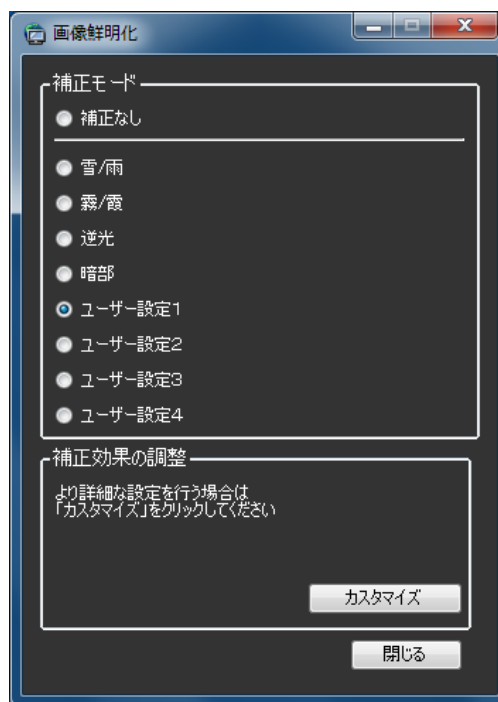 画像鮮明化
補正モード
補正なし
雪/雨
霧/霞
逆光
暗部
ユーザー設定1
ユーザー設定2
ユーザー設定3
ユーザー設定4
補正効果の調整
より詳細な設定を行う場合は
「カスタマイズ」をクリックしてください
カスタマイズ
閉じる